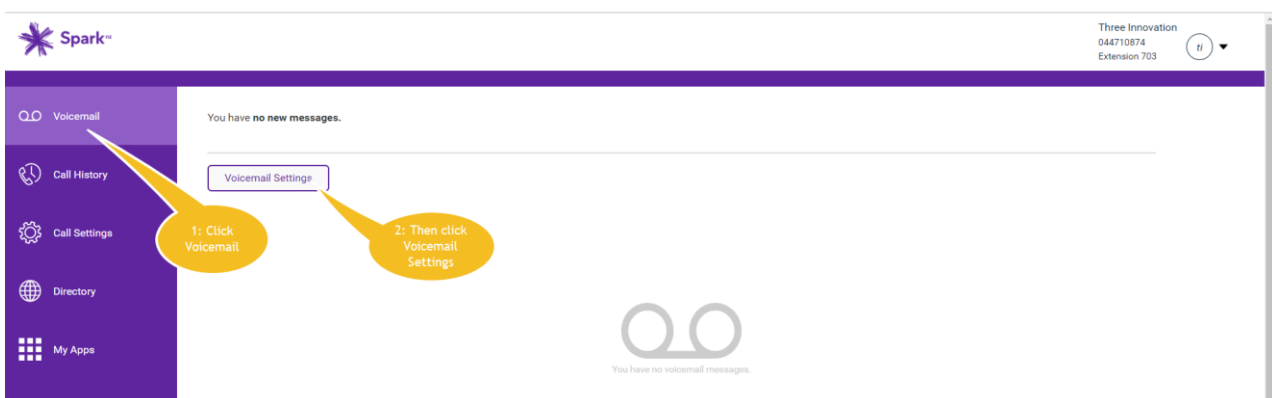 Spark nz
Three Innovation
044710874
Extension 703
ti
Voicemail
You have no new messages.
Call History
Voicemail Settings
Call Settings
1: Click
Voicemail
2: Then click
Voicemail
Settings
Directory
My Apps
You have no voicemail messages.